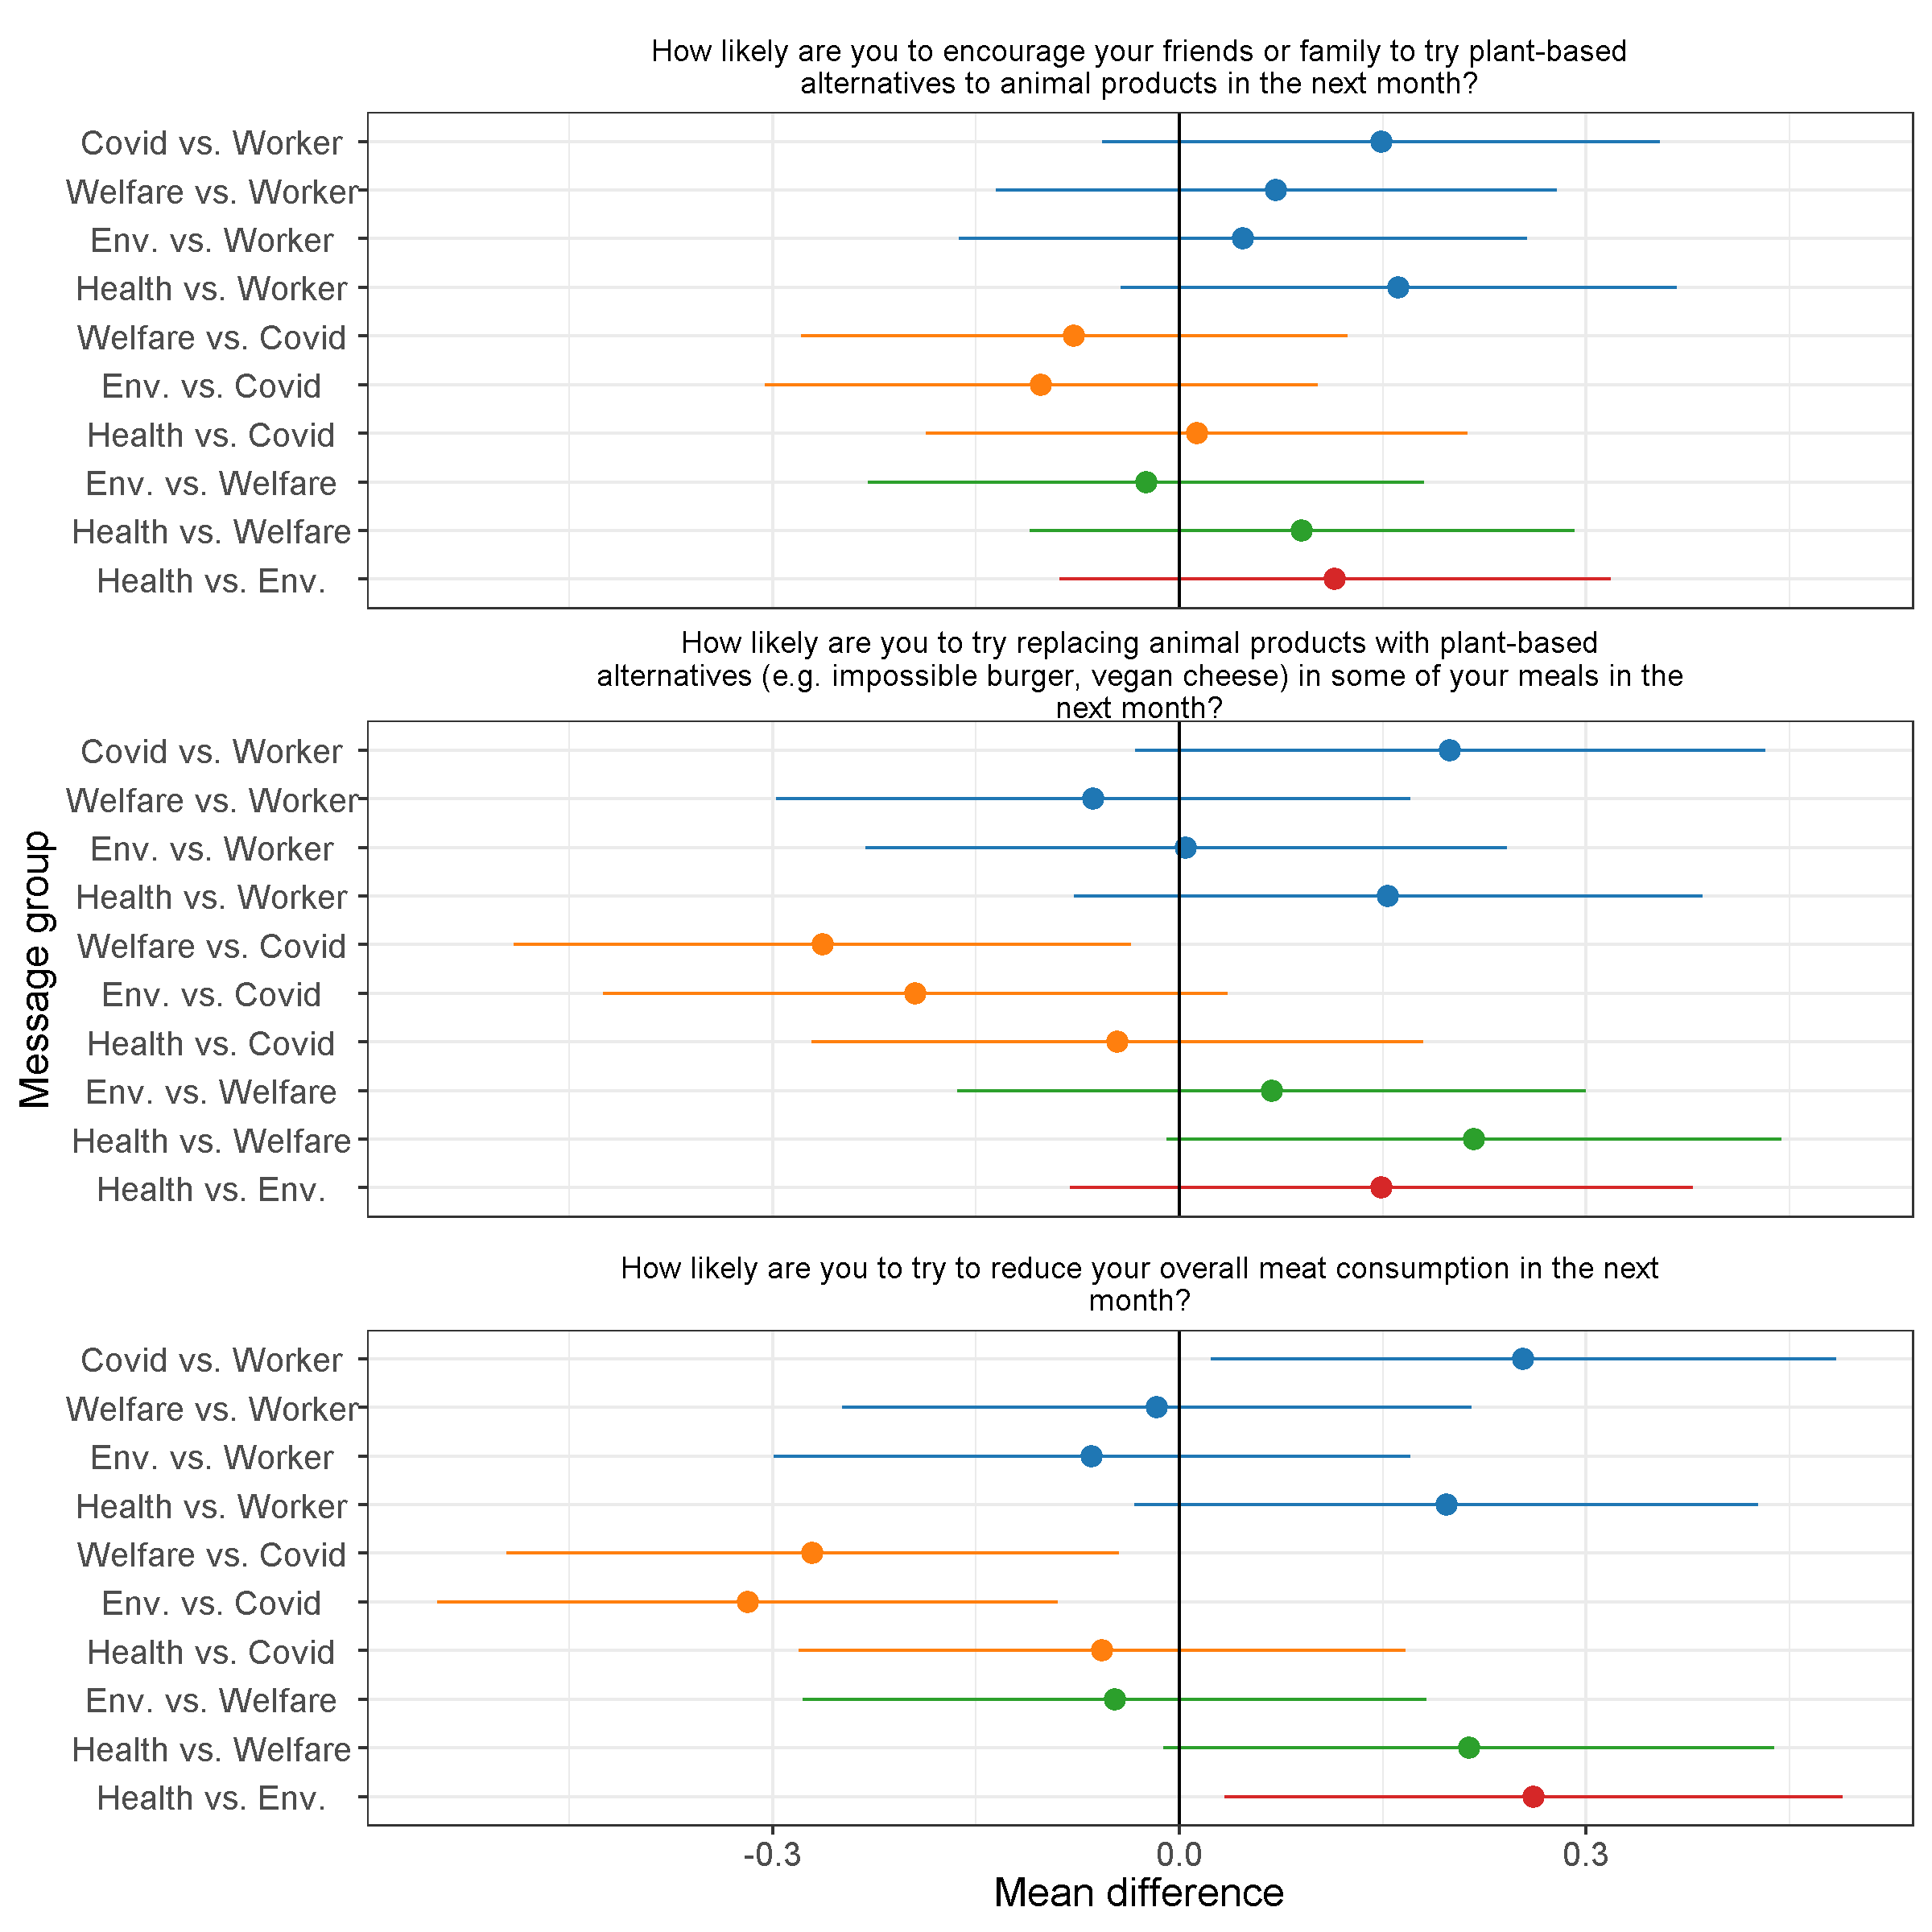 How likely are you to encourage your friends or family to try plant-based
alternatives to animal products in the next month?
Covid vs. Worker
Welfare vs. Worker
Env. vs. Worker
Health vs. Worker
Welfare vs. Covid
Env. vs. Covid
Health vs. Covid
Env. vs. Welfare
Health vs. Welfare
Health vs. Env.
How likely are you to try replacing animal products with plant-based
alternatives (e.g. impossible burger, vegan cheese) in some of your meals in the
next month?
Message group
Covid vs. Worker
Welfare vs. Worker
Env. vs. Worker
Health vs. Worker
Welfare vs. Covid
Env. vs. Covid
Health vs. Covid
Env. vs. Welfare
Health vs. Welfare
Health vs. Env.
How likely are you to try to reduce your overall meat consumption in the next
month?
Covid vs. Worker
Welfare vs. Worker
Env. vs. Worker
Health vs. Worker
Welfare vs. Covid
Env. vs. Covid
Health vs. Covid
Env. vs. Welfare
Health vs. Welfare
Health vs. Env.
-0.3 0.0 0.3
Mean difference